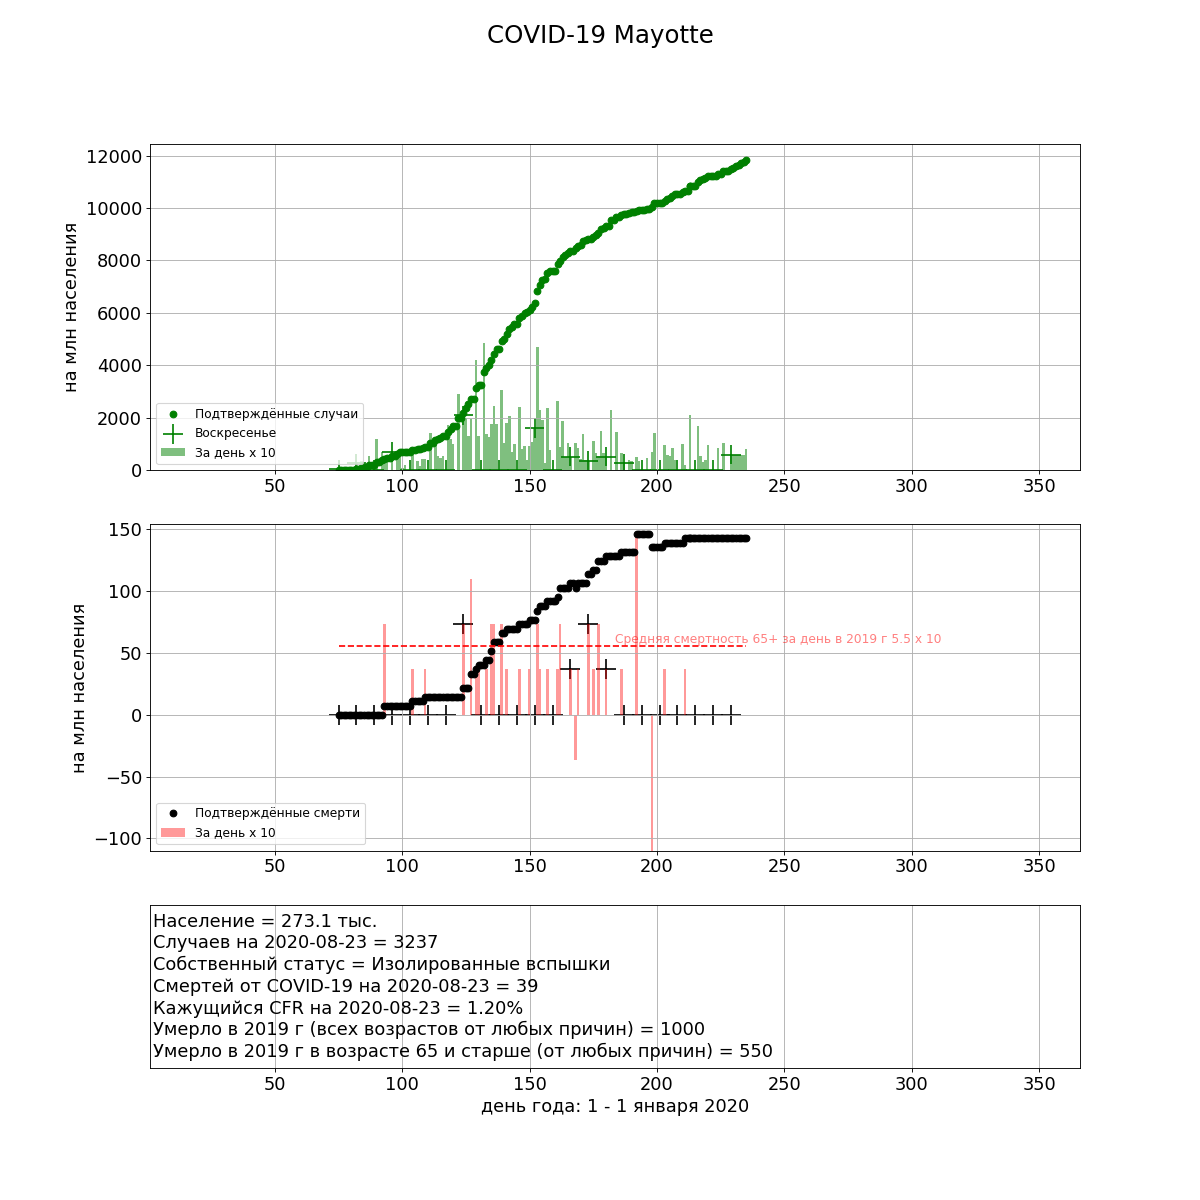 COVID-19 Mayotte
12000
10000
8000
6000
4000
2000
0
на млн населения
Подтверждённые случаи
Воскресенье
За день x 10
50 100 150 200 250 300 350
150
100
50
0
−50
−100
на млн населения
Средняя смертность 65+ за день в 2019 г 5.5 x 10
Подтверждённые смерти
За день x 10
50 100 150 200 250 300 350
Население = 273.1 тыс.
Случаев на 2020-08-23 = 3237
Собственный статус = Изолированные вспышки
Смертей от COVID-19 на 2020-08-23 = 39
Кажущийся CFR на 2020-08-23 = 1.20%
Умерло в 2019 г (всех возрастов от любых причин) = 1000
Умерло в 2019 г в возрасте 65 и старше (от любых причин) = 550
50 100 150 200 250 300 350
день года: 1 - 1 января 2020